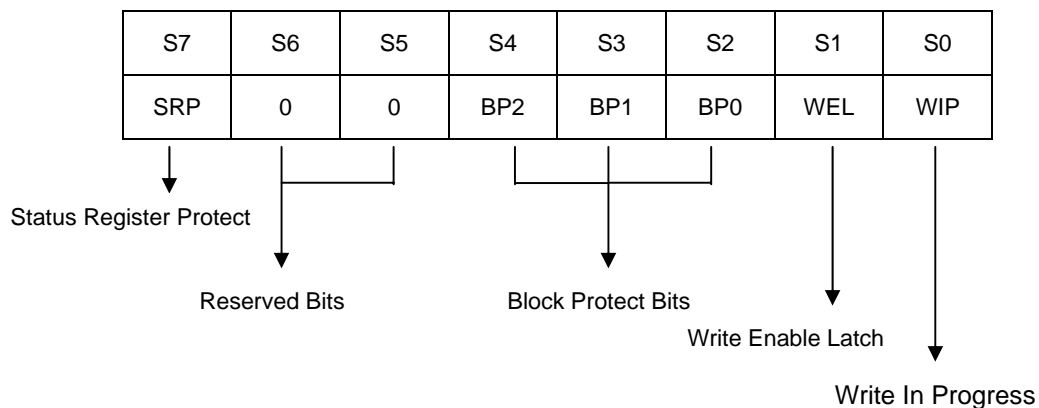 S7 S6 S5 S4 S3 S2 S1 S0
SRP 0 0 BP2 BP1 BP0 WEL WIP
Status Register Protect
Reserved Bits Block Protect Bits
Write Enable Latch
Write In Progress